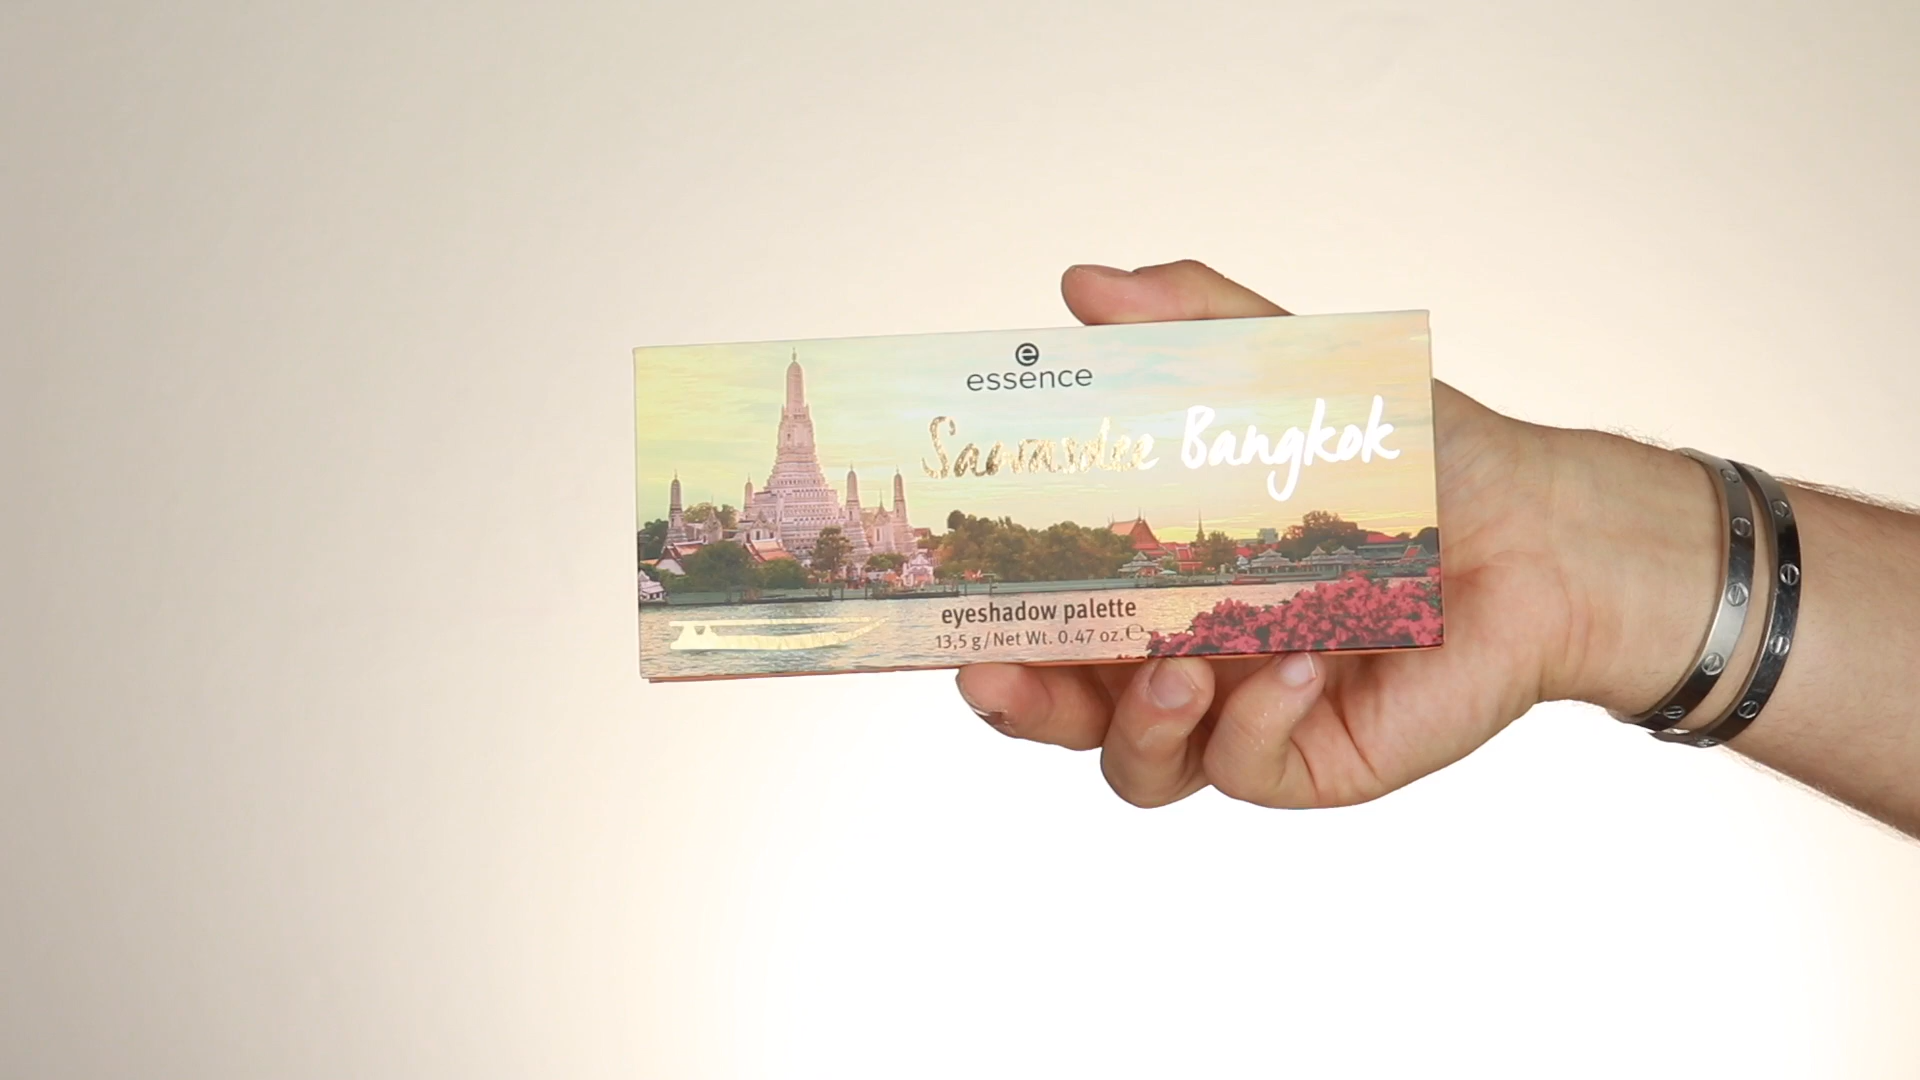 e
essence
Sawasdee Bangkok
eyeshadow palette
13,5 g/Net Wt. 0.47 oz.℮